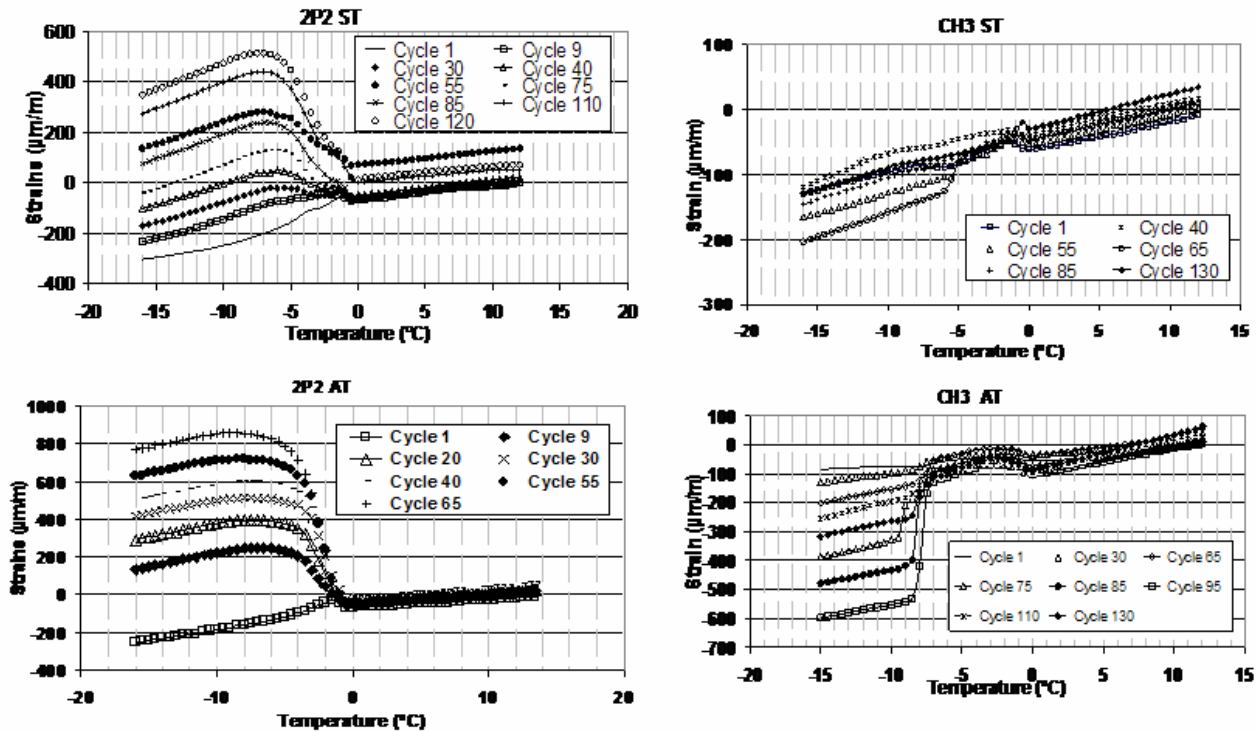 2P2 ST
600
400
200
0
-200
-400
-20
-15
-10
-5
0
5
10
15
20
Straine (µm/m)
Temperature (°C)
Cycle 1
Cycle 9
Cycle 30
Cycle 40
Cycle 55
Cycle 75
Cycle 85
Cycle 110
Cycle 120
CH3 ST
100
0
-100
-200
-300
-20
-15
-10
-5
0
5
10
15
Strain (µm/m)
Temperature (°C)
Cycle 1
Cycle 40
Cycle 55
Cycle 65
Cycle 85
Cycle 130
2P2 AT
1000
800
600
400
200
0
-200
-400
-20
-10
0
10
20
Straine (µm/m)
Temperature (°C)
Cycle 1
Cycle 9
Cycle 20
Cycle 30
Cycle 40
Cycle 55
Cycle 65
CH3 AT
100
0
-100
-200
-300
-400
-500
-600
-700
-20
-15
-10
-5
0
5
10
15
Strain (µm/m)
Temperature (°C)
Cycle 1
Cycle 30
Cycle 65
Cycle 75
Cycle 85
Cycle 95
Cycle 110
Cycle 130